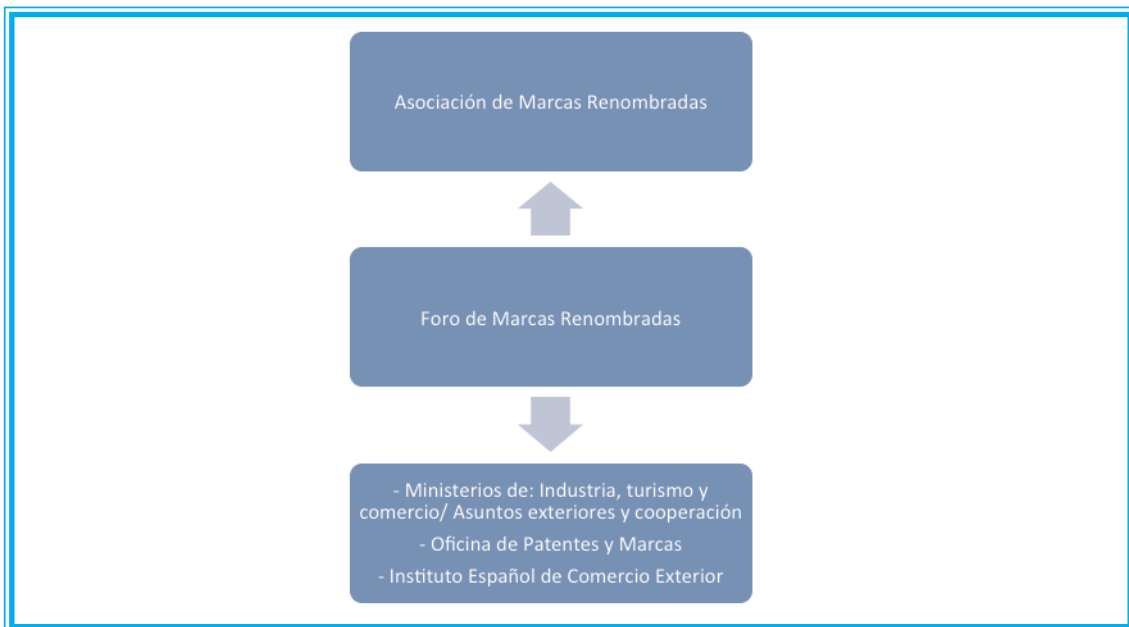 Asociación de Marcas Renombradas
Foro de Marcas Renombradas
- Ministerios de: Industria, turismo y
comercio/ Asuntos exteriores y cooperación
- Oficina de Patentes y Marcas
- Instituto Español de Comercio Exterior